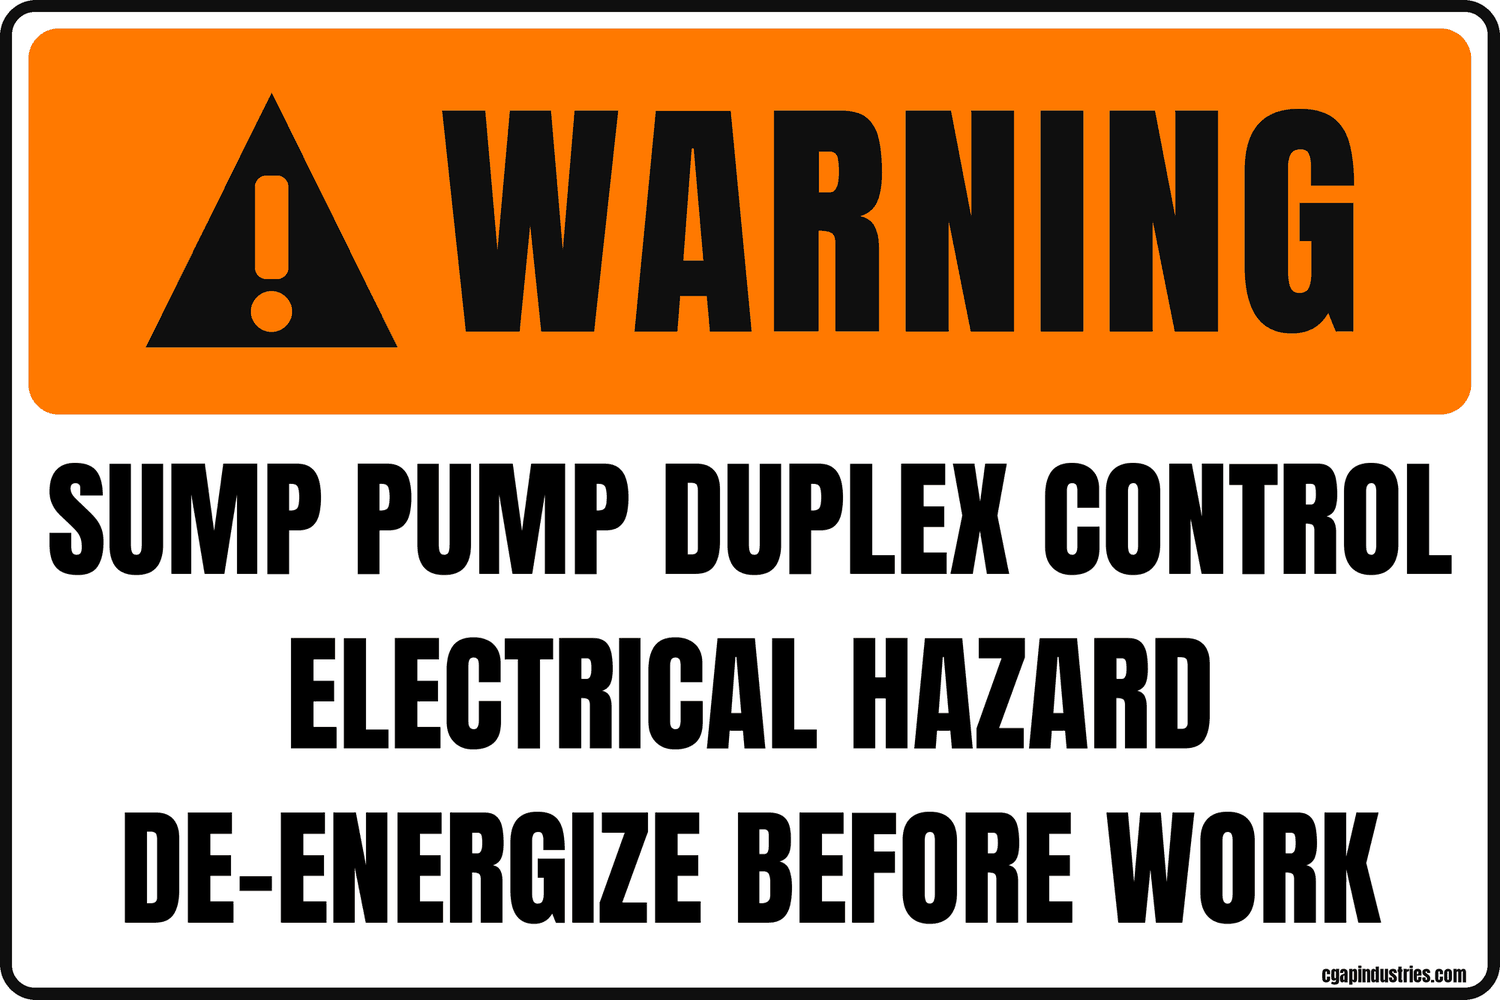 WARNING
SUMP PUMP DUPLEX CONTROL
ELECTRICAL HAZARD
DE-ENERGIZE BEFORE WORK
cgapindustries.com